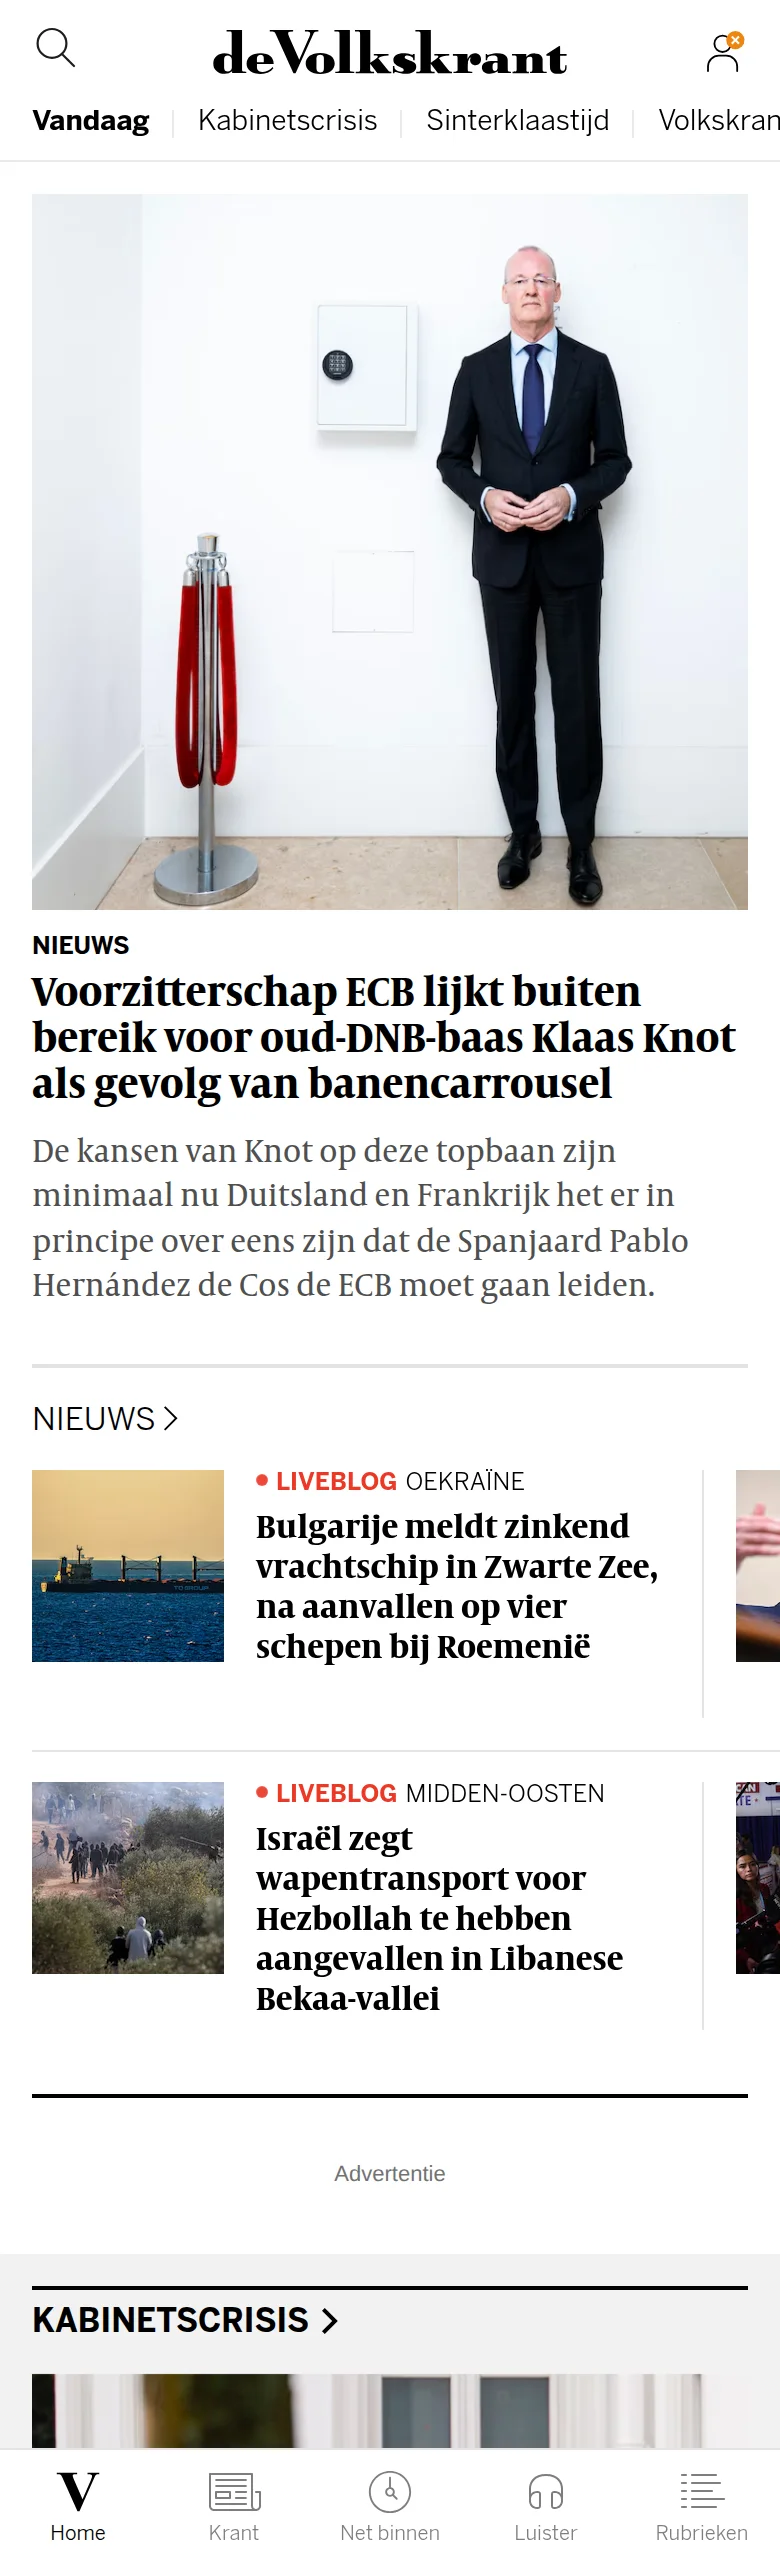 deVolkskrant
Vandaag
Kabinetscrisis
Sinterklaastijd
Volkskran
NIEUWS
Voorzitterschap ECB lijkt buiten
bereik voor oud-DNB-baas Klaas Knot
als gevolg van banencarrousel
De kansen van Knot op deze topbaan zijn
minimaal nu Duitsland en Frankrijk het er in
principe over eens zijn dat de Spanjaard Pablo
Hernández de Cos de ECB moet gaan leiden.
NIEUWS
LIVEBLOG OEKRAÏNE
Bulgarije meldt zinkend
vrachtschip in Zwarte Zee,
na aanvallen op vier
schepen bij Roemenië
LIVEBLOG MIDDEN-OOSTEN
Israël zegt
wapentransport voor
Hezbollah te hebben
aangevallen in Libanese
Bekaa-vallei
Advertentie
KABINETSCRISIS
V
Home
Krant
Net binnen
Luister
Rubrieken